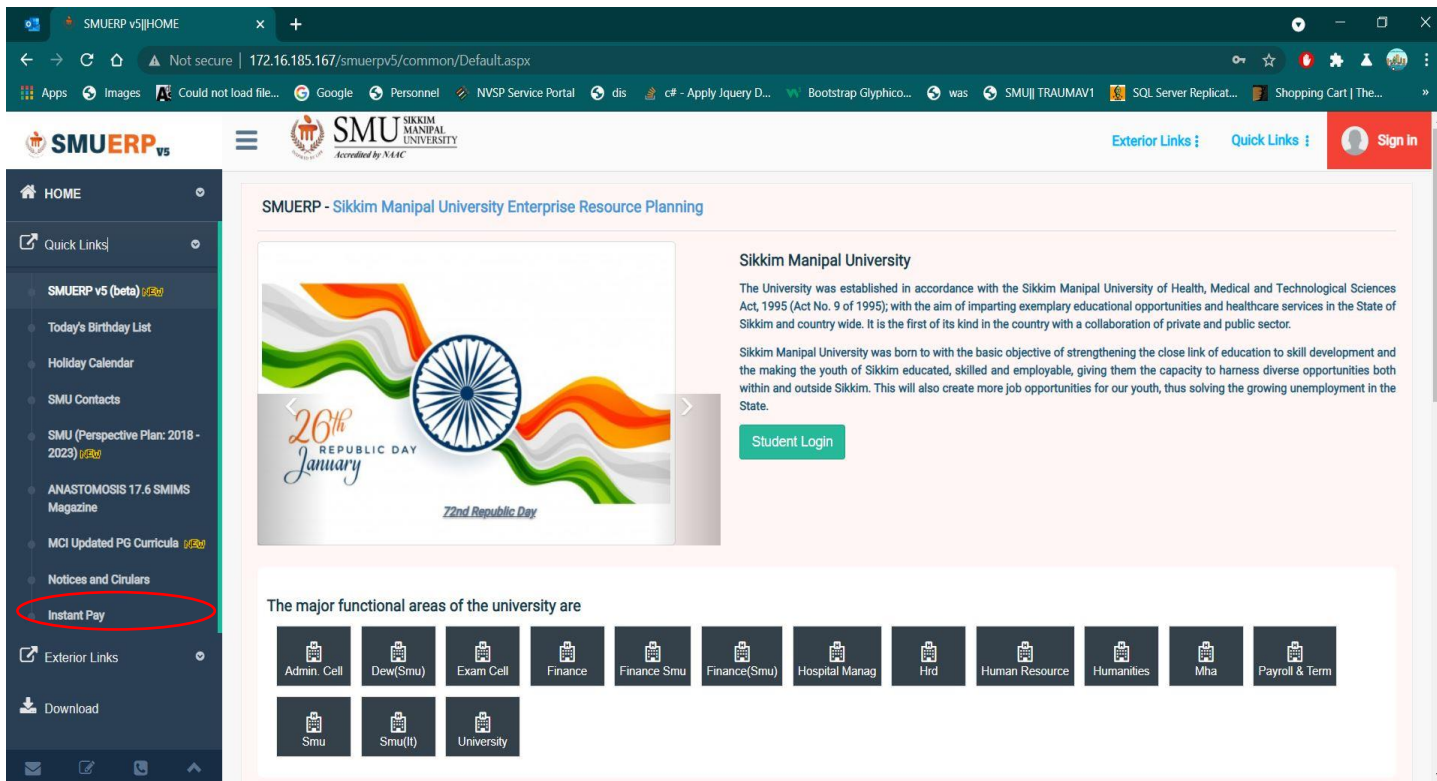 SMUERP v5||HOME
Not secure | 172.16.185.167/smuerpv5/common/Default.aspx
Apps Images Could not load file... Google Personnel NVSP Service Portal dis c# - Apply Jquery D... Bootstrap Glyphico... was SMU|| TRAUMAV1 SQL Server Replicat... Shopping Cart | The... »
SMUERP V5
SMU SIKKIM MANIPAL UNIVERSITY
Accredited by NAAC
Exterior Links
Quick Links
Sign in
HOME
Quick Links
SMUERP v5 (beta) NEW
Today's Birthday List
Holiday Calendar
SMU Contacts
SMU (Perspective Plan: 2018 -
2023) NEW
ANASTOMOSIS 17.6 SMIMS
Magazine
MCI Updated PG Curricula NEW
Notices and Cirulars
Instant Pay
Exterior Links
Download
SMUERP - Sikkim Manipal University Enterprise Resource Planning
26th
REPUBLIC DAY
January
72nd Republic Day
Sikkim Manipal University
The University was established in accordance with the Sikkim Manipal University of Health, Medical and Technological Sciences
Act, 1995 (Act No. 9 of 1995); with the aim of imparting exemplary educational opportunities and healthcare services in the State of
Sikkim and country wide. It is the first of its kind in the country with a collaboration of private and public sector.
Sikkim Manipal University was born to with the basic objective of strengthening the close link of education to skill development and
the making the youth of Sikkim educated, skilled and employable, giving them the capacity to harness diverse opportunities both
within and outside Sikkim. This will also create more job opportunities for our youth, thus solving the growing unemployment in the
State.
Student Login
The major functional areas of the university are
Admin. Cell Dew(Smu) Exam Cell Finance Finance Smu Finance(Smu) Hospital Manag Hrd Human Resource Humanities Mha Payroll & Term
Smu Smu(It) University